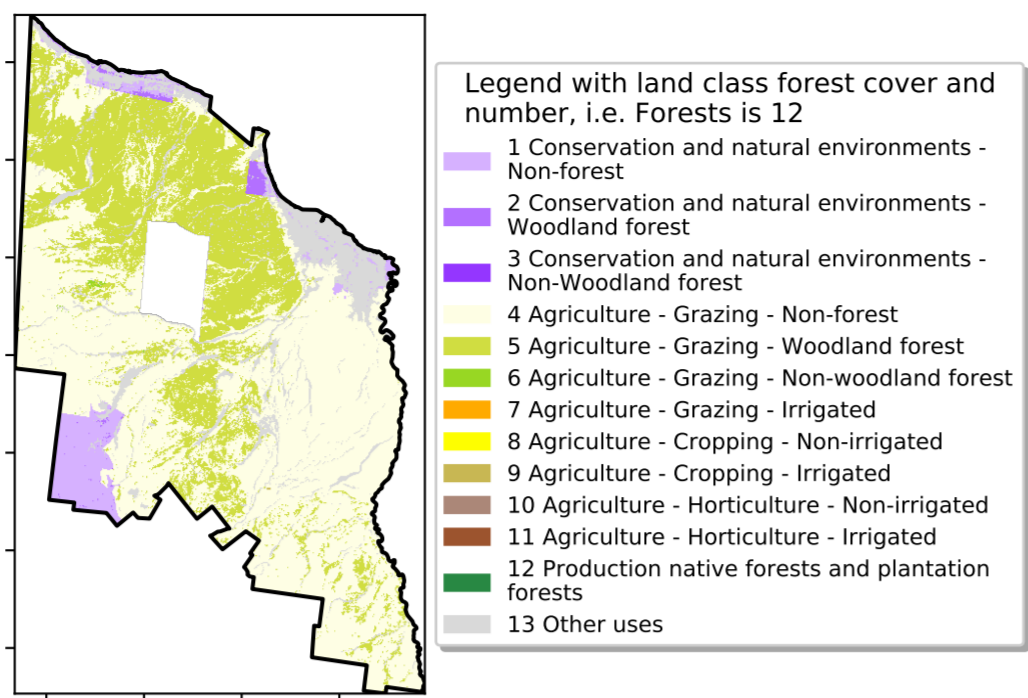 Legend with land class forest cover and
number, i.e. Forests is 12
1 Conservation and natural environments -
Non-forest
2 Conservation and natural environments -
Woodland forest
3 Conservation and natural environments -
Non-Woodland forest
4 Agriculture - Grazing - Non-forest
5 Agriculture - Grazing - Woodland forest
6 Agriculture - Grazing - Non-woodland forest
7 Agriculture - Grazing - Irrigated
8 Agriculture - Cropping - Non-irrigated
9 Agriculture - Cropping - Irrigated
10 Agriculture - Horticulture - Non-irrigated
11 Agriculture - Horticulture - Irrigated
12 Production native forests and plantation
forests
13 Other uses